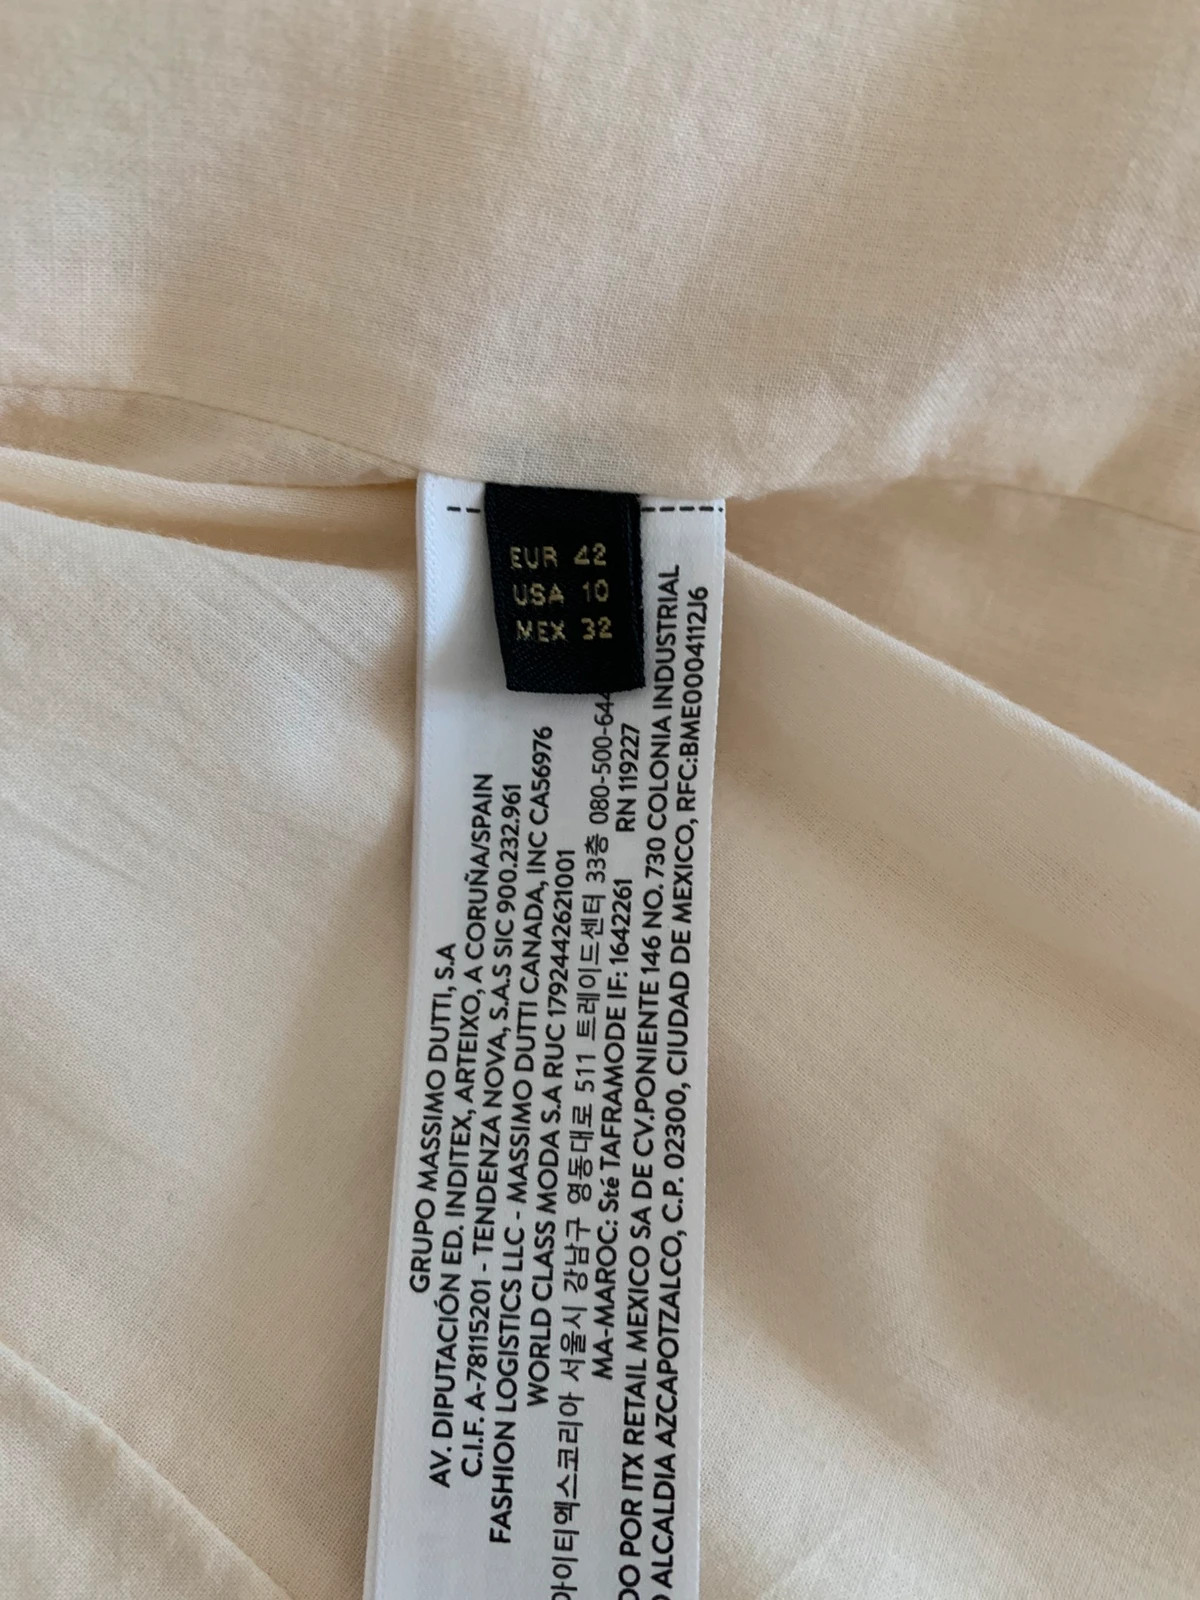 EUR 42
USA 10
MEX 32
GRUPO MASSIMO DUTTI, S.A
AV. DIPUTACIÓN ED. INDITEX, ARTEIXO, A CORUÑA/SPAIN
C.I.F. A-78115201 - TENDENZA NOVA, S.A.S SIC 900.232.961
FASHION LOGISTICS LLC - MASSIMO DUTTI CANADA, INC CA56976
WORLD CLASS MODA S.A RUC 1792442621001
아이티엑스코리아 서울시 강남구 영동대로 511 트레이드센터 33층 080-500-644
MA-MAROC: Sté TAFRAMODE IF: 1642261 RN 119227
DO POR ITX RETAIL MEXICO SA DE CV.PONIENTE 146 NO. 730 COLONIA INDUSTRIAL
ALCALDIA AZCAPOTZALCO, C.P. 02300, CIUDAD DE MEXICO, RFC:BME0004112J6